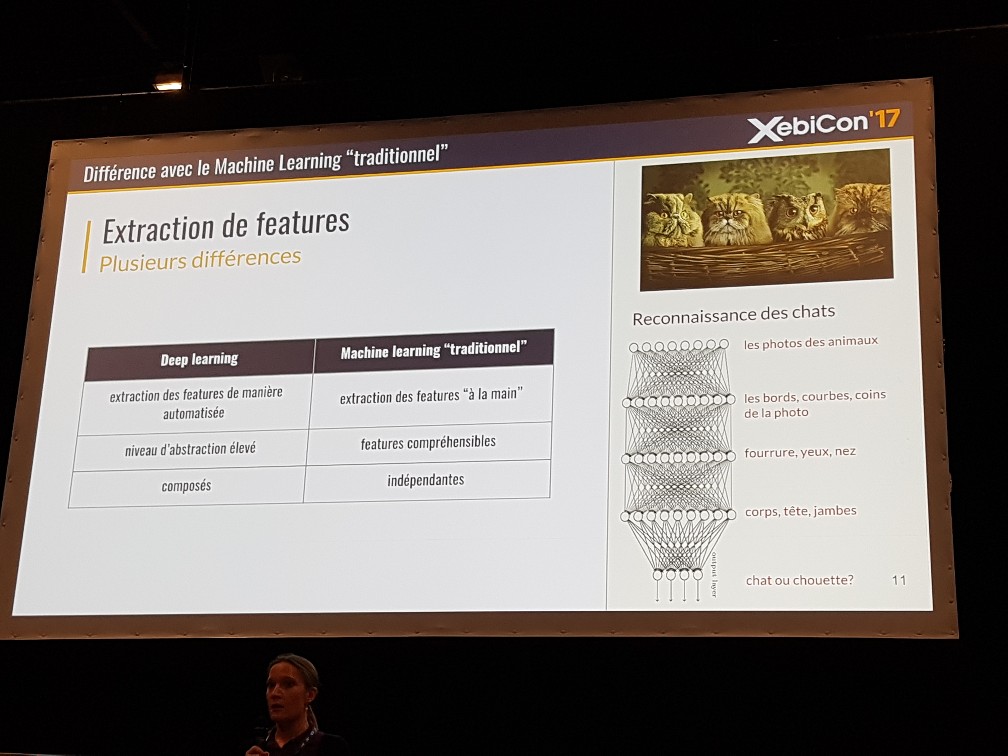 XebiCon'17
Différence avec le Machine Learning "traditionnel"
Extraction de features
Plusieurs différences
Deep learning
Machine learning "traditionnel"
extraction des features de manière
automatisée
extraction des features "à la main"
niveau d'abstraction élevé
features compréhensibles
composés
indépendantes
Reconnaissance des chats
les photos des animaux
les bords, courbes, coins
de la photo
fourrure, yeux, nez
corps, tête, jambes
output layer
chat ou chouette?
11